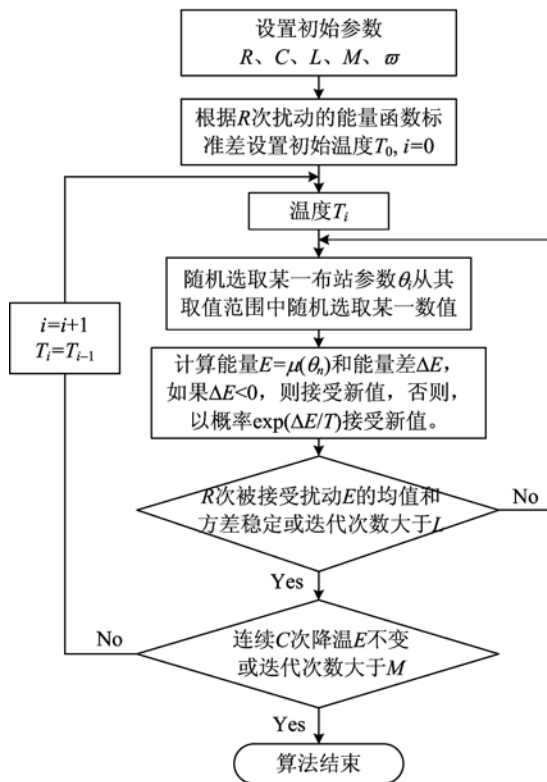 设置初始参数
R、C、L、M、ϖ
根据R次扰动的能量函数标
准差设置初始温度T₀, i=0
温度Tᵢ
随机选取某一布站参数θᵢ从其
取值范围中随机选取某一数值
i=i+1
Tᵢ=Tᵢ₋₁
计算能量E=μ(θₙ)和能量差ΔE,
如果ΔE<0，则接受新值，否则，
以概率exp(ΔE/T)接受新值。
R次被接受扰动E的均值和
方差稳定或迭代次数大于L
No
Yes
No
连续C次降温E不变
或迭代次数大于M
Yes
算法结束